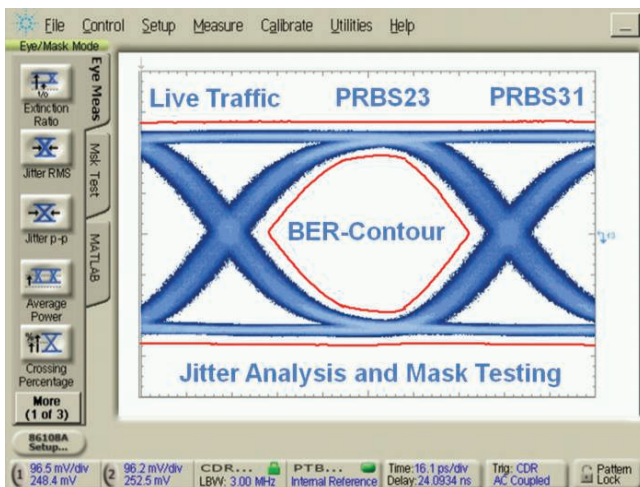 File Control Setup Measure Calibrate Utilities Help
Eye/Mask Mode
Eye Meas
Msk Test
MATLAB
Extinction
Ratio
Jitter RMS
Jitter p-p
Average
Power
Crossing
Percentage
More
(1 of 3)
86108A
Setup...
Live Traffic PRBS23 PRBS31
BER-Contour
Jitter Analysis and Mask Testing
1 96.5 mV/div
248.4 mV
2 96.2 mV/div
252.5 mV
CDR...
LBW: 3.00 MHz
PTB...
Internal Reference
Time:16.1 ps/div
Delay:24.0934 ns
Trig: CDR
AC Coupled
Pattern
Lock